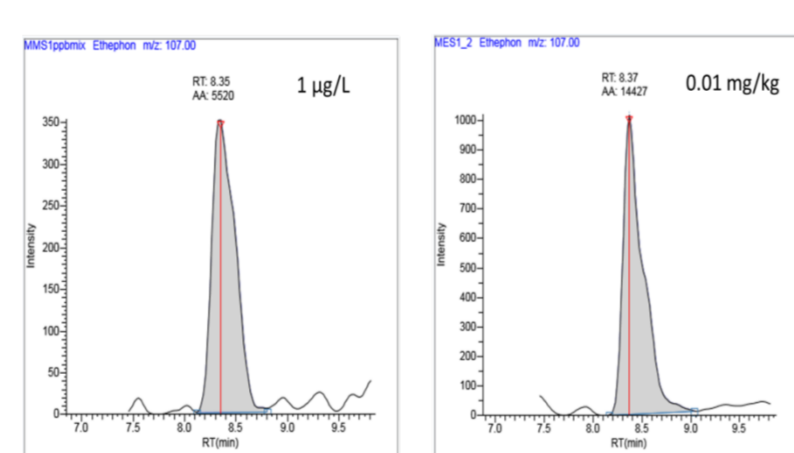 MMS1ppbmix Ethephon m/z: 107.00
RT: 8.35
AA: 5520
1 µg/L
350
300
250
200
150
100
50
0
Intensity
7.0 7.5 8.0 8.5 9.0 9.5
RT(min)
MES1_2 Ethephon m/z: 107.00
RT: 8.37
AA: 14427
0.01 mg/kg
1000
900
800
700
600
500
400
300
200
100
0
Intensity
7.0 7.5 8.0 8.5 9.0 9.5
RT(min)